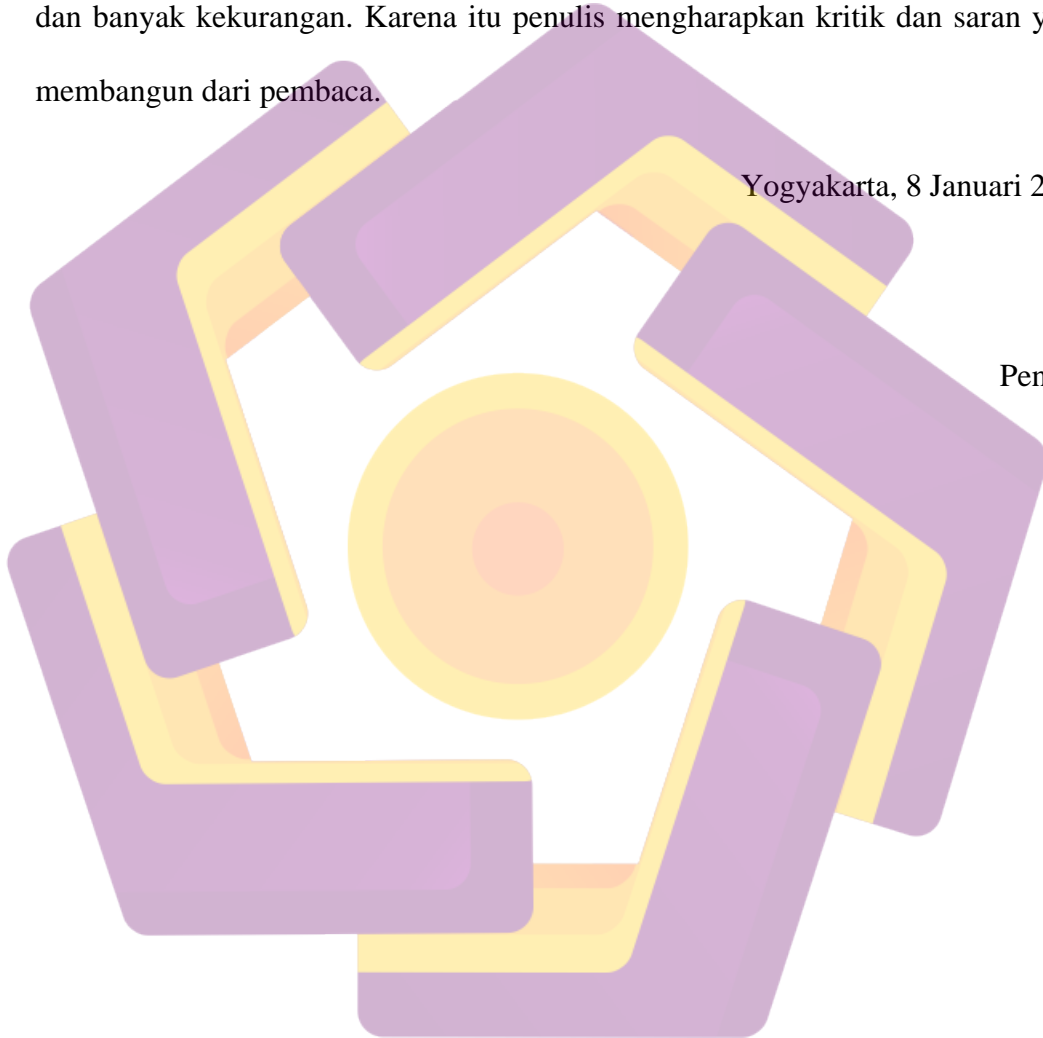 dan banyak kekurangan. Karena itu penulis mengharapkan kritik dan saran y
membangun dari pembaca.
Yogyakarta, 8 Januari 2
Pen